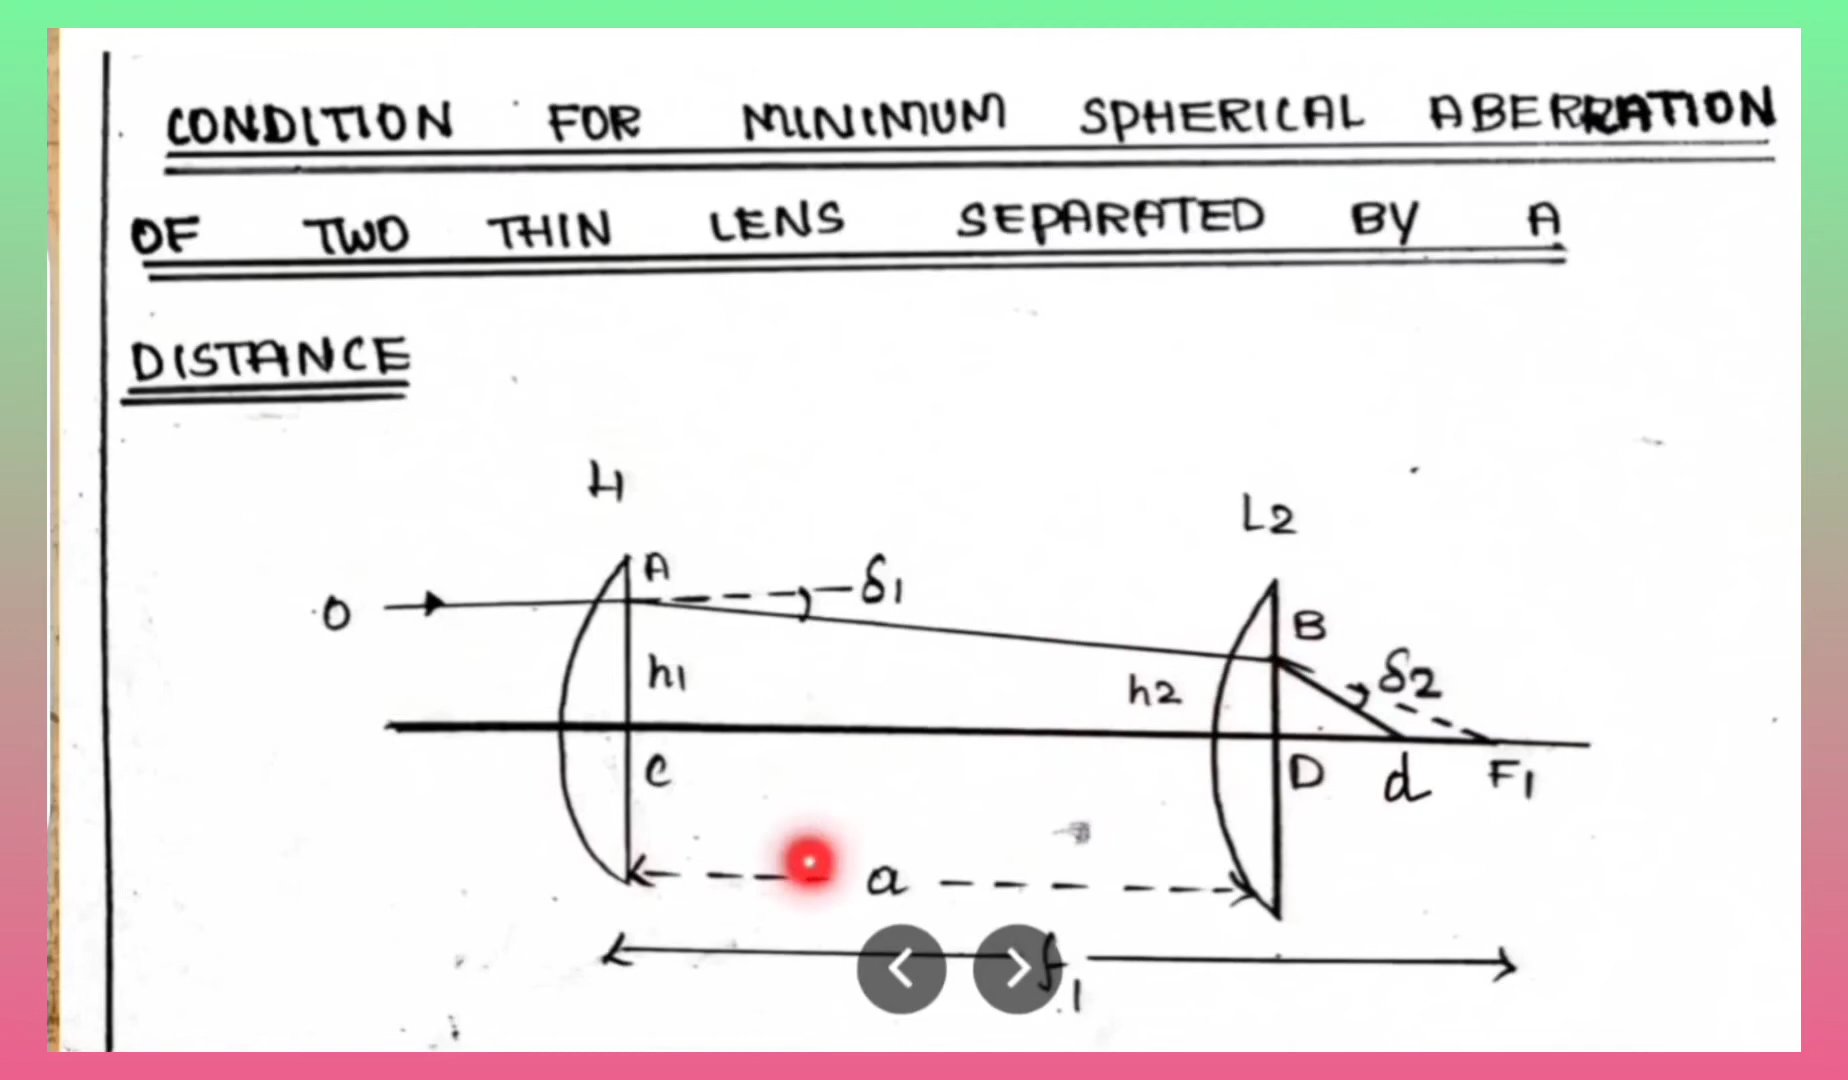 CONDITION FOR MINIMUM SPHERICAL ABERRATION
OF TWO THIN LENS SEPARATED BY A
DISTANCE
L1
L2
A
δ1
O
B
h1
h2
δ2
C
D
d
F1
a
f1